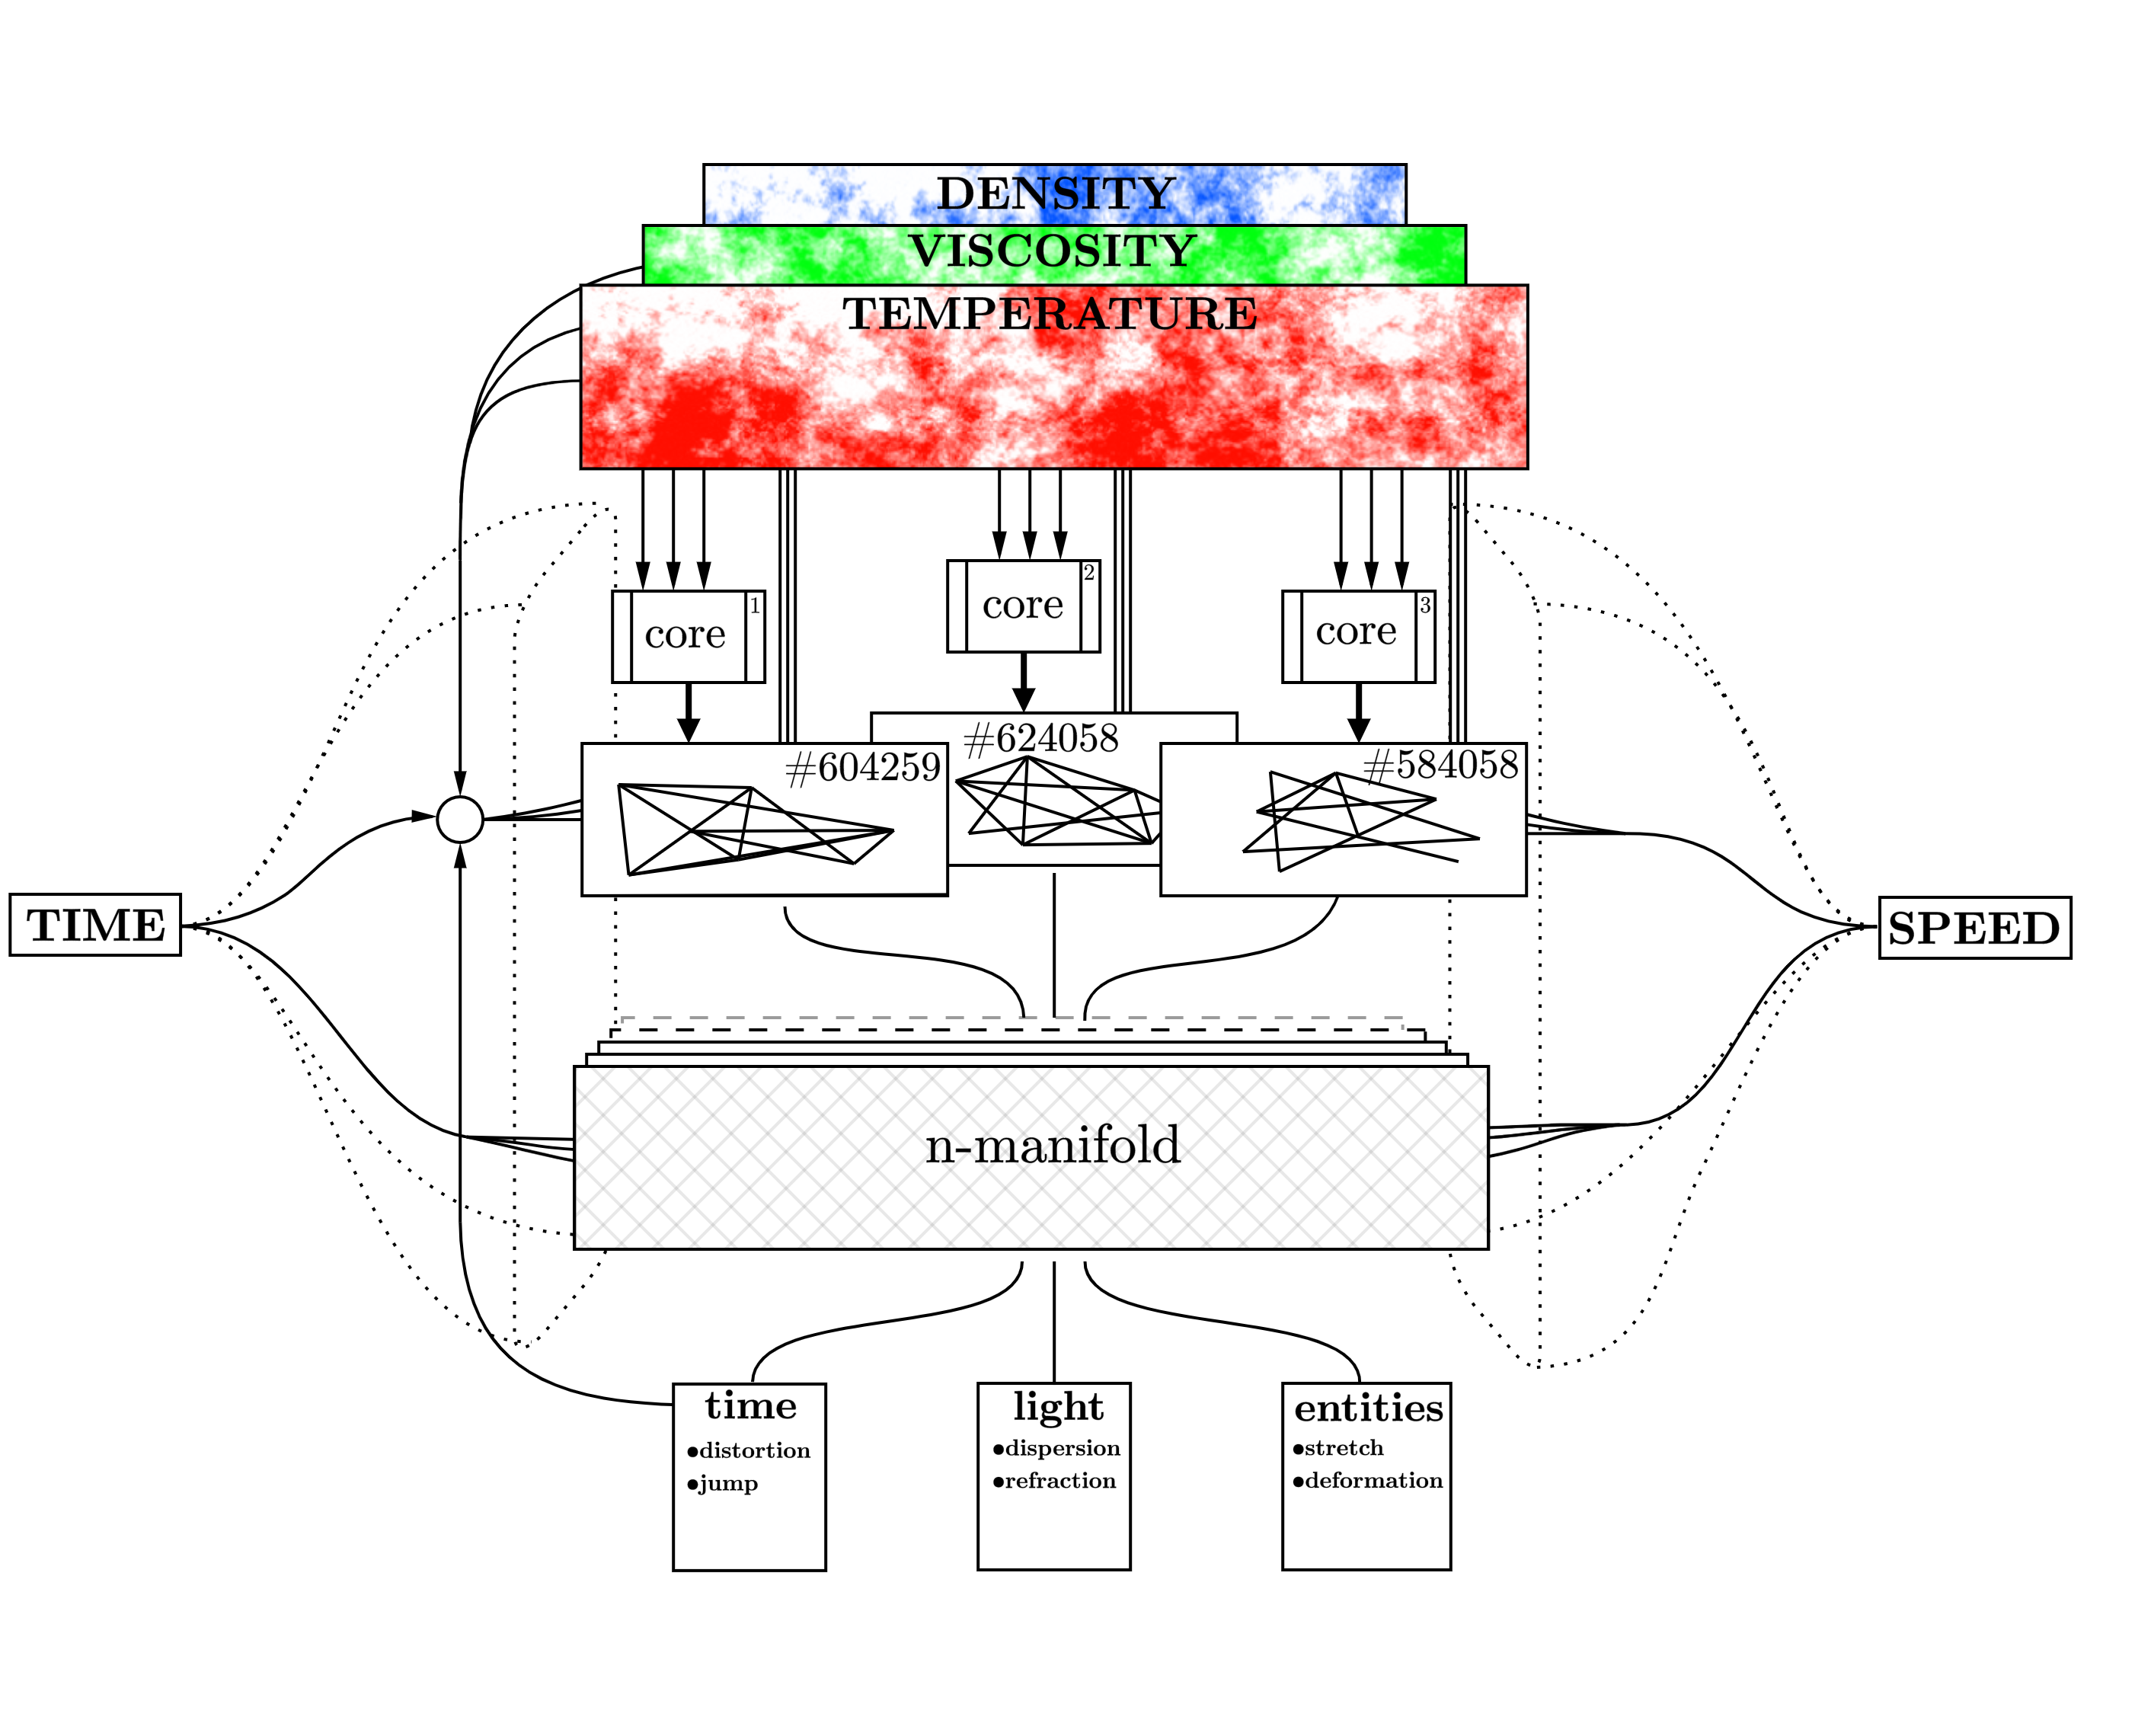 DENSITY
VISCOSITY
TEMPERATURE
core
1
core
2
core
3
#604259
#624058
#584058
TIME
SPEED
n-manifold
time
•distortion
•jump
light
•dispersion
•refraction
entities
•stretch
•deformation